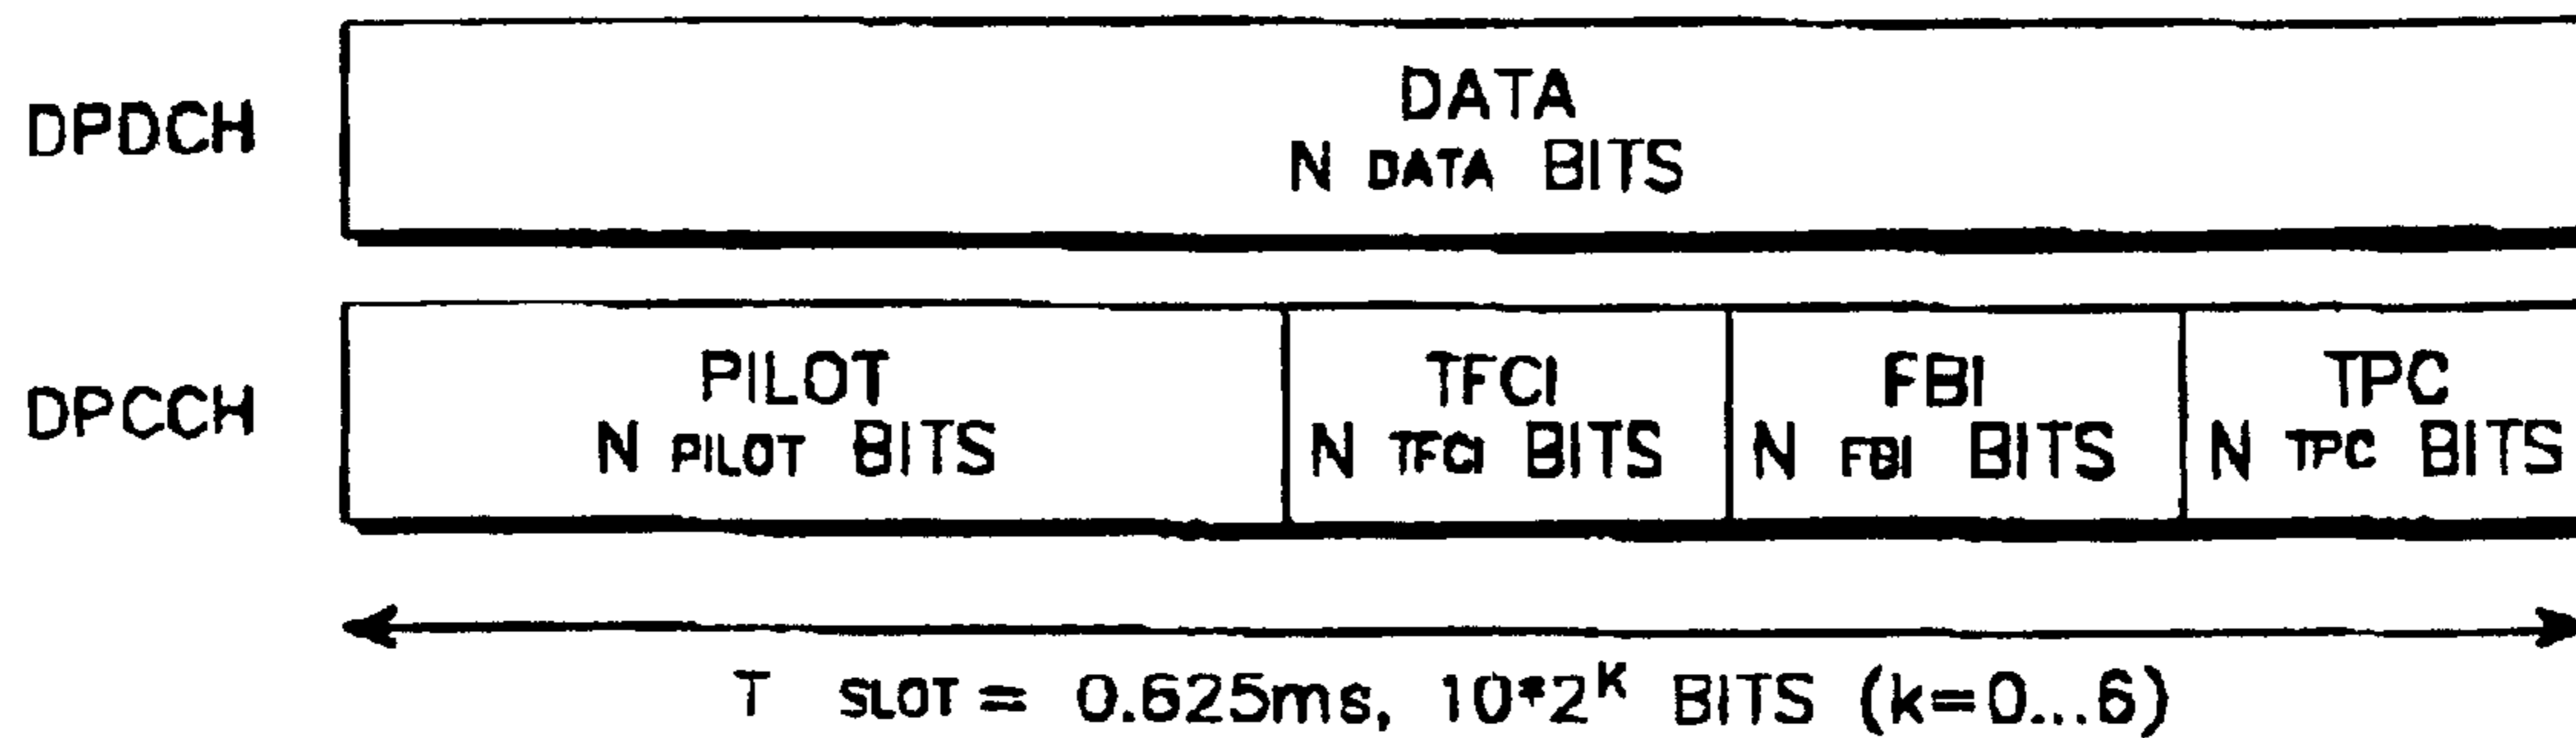 DPDCH
DATA
N DATA BITS
DPCCH
PILOT
N PILOT BITS
TFCI
N TFCI BITS
FBI
N FBI BITS
TPC
N TPC BITS
T SLOT = 0.625ms, 10*2^K BITS (k=0...6)